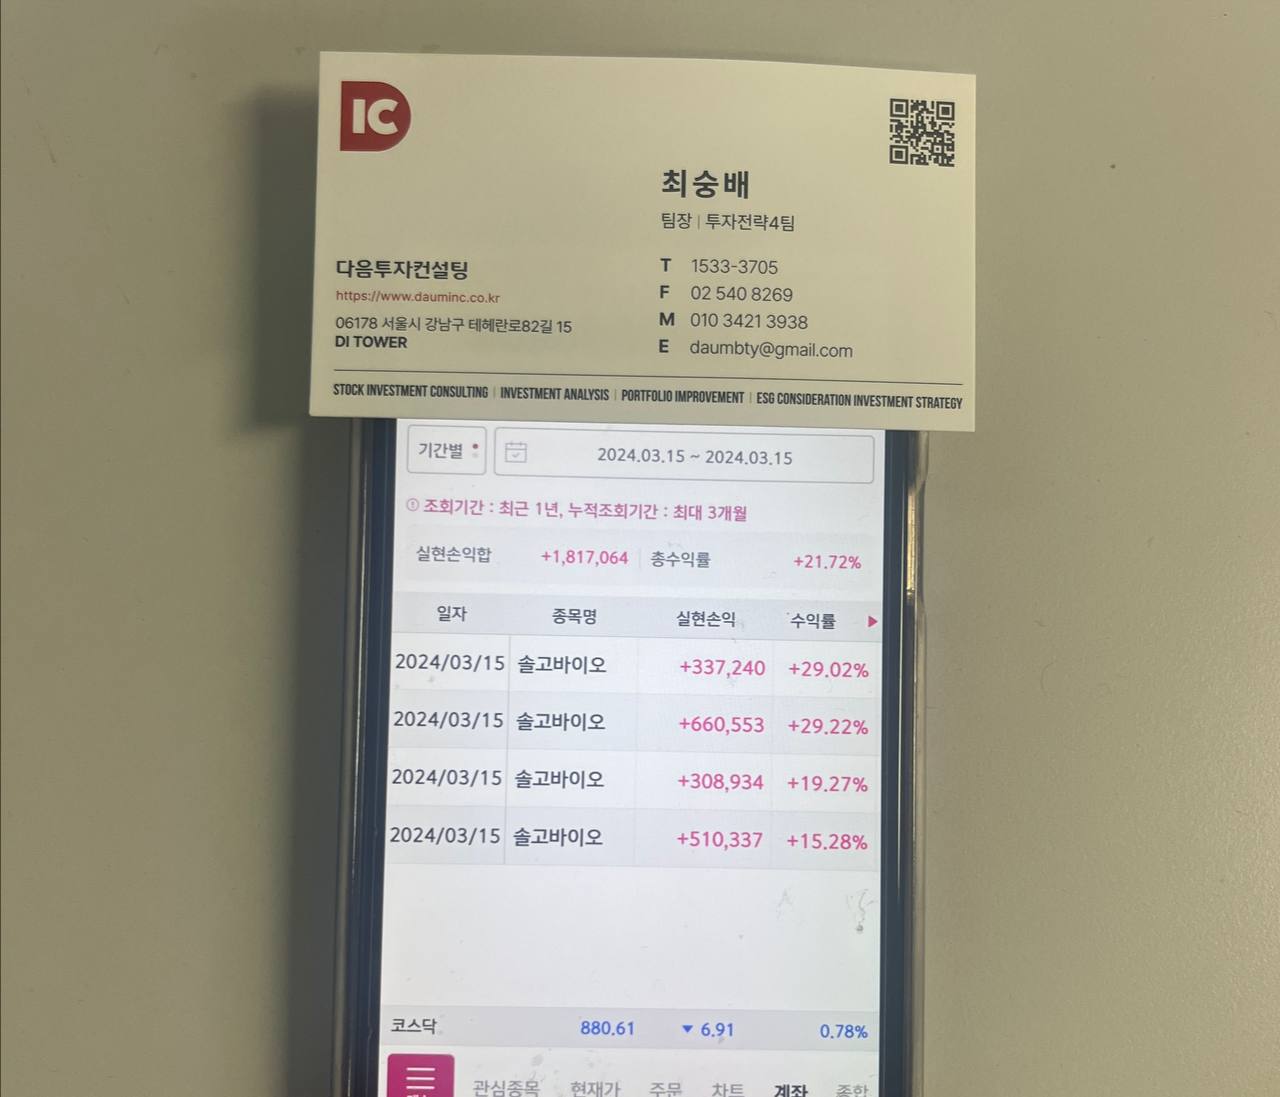 IC
최숭배
팀장 | 투자전략4팀
다음투자컨설팅
https://www.dauminc.co.kr
06178 서울시 강남구 테헤란로82길 15
DI TOWER
T 1533-3705
F 02 540 8269
M 010 3421 3938
E daumbty@gmail.com
STOCK INVESTMENT CONSULTING | INVESTMENT ANALYSIS | PORTFOLIO IMPROVEMENT | ESG CONSIDERATION INVESTMENT STRATEGY
기간별 2024.03.15 ~ 2024.03.15
조회기간 : 최근 1년, 누적조회기간 : 최대 3개월
실현손익합 +1,817,064 총수익률 +21.72%
일자 종목명 실현손익 수익률
2024/03/15 솔고바이오 +337,240 +29.02%
2024/03/15 솔고바이오 +660,553 +29.22%
2024/03/15 솔고바이오 +308,934 +19.27%
2024/03/15 솔고바이오 +510,337 +15.28%
코스닥 880.61 ▼ 6.91 0.78%
관심종목 현재가 주문 차트 계좌 종합